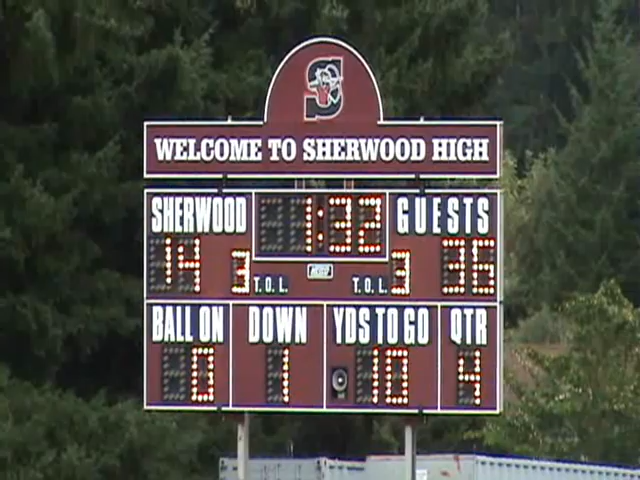 S
WELCOME TO SHERWOOD HIGH
SHERWOOD 1:32 GUESTS
14 3 T.O.L. T.O.L. 3 36
BALL ON DOWN YDS TO GO QTR
0 1 10 4